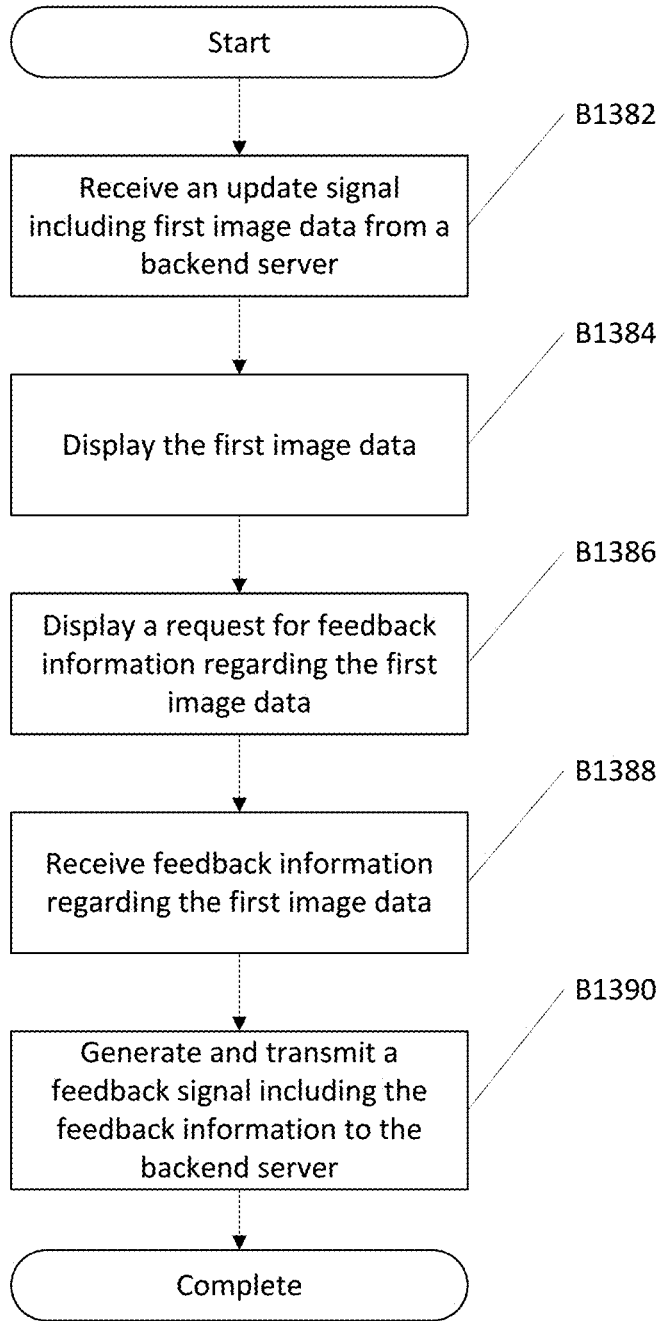 Start
B1382
Receive an update signal
including first image data from a
backend server
B1384
Display the first image data
B1386
Display a request for feedback
information regarding the first
image data
B1388
Receive feedback information
regarding the first image data
B1390
Generate and transmit a
feedback signal including the
feedback information to the
backend server
Complete